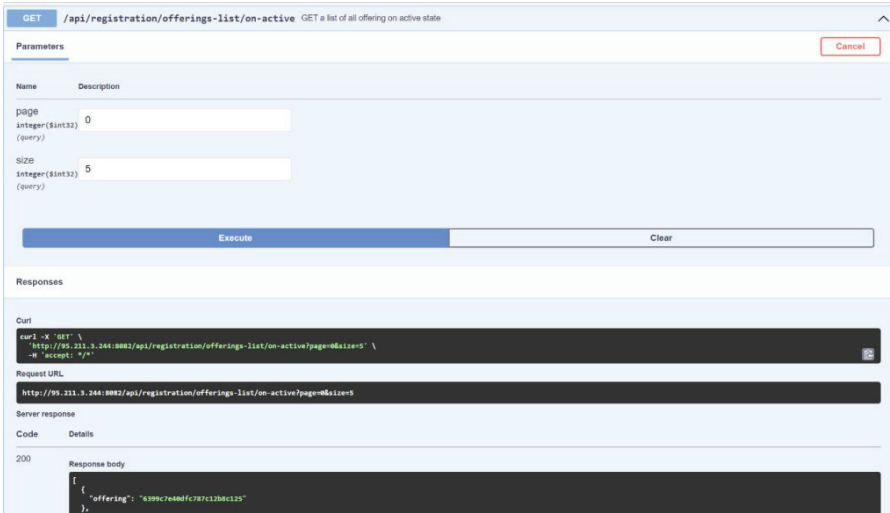 GET /api/registration/offerings-list/on-active GET a list of all offering on active state
Parameters Cancel
Name Description
page
integer($int32) 0
(query)
size
integer($int32) 5
(query)
Execute Clear
Responses
Curl
curl -X 'GET' \
'http://95.211.3.244:8082/api/registration/offerings-list/on-active?page=0&size=5' \
-H 'accept: */*'
Request URL
http://95.211.3.244:8082/api/registration/offerings-list/on-active?page=0&size=5
Server response
Code Details
200 Response body
[
{
"offering": "6399c7e40dfc787c12b8c125"
},